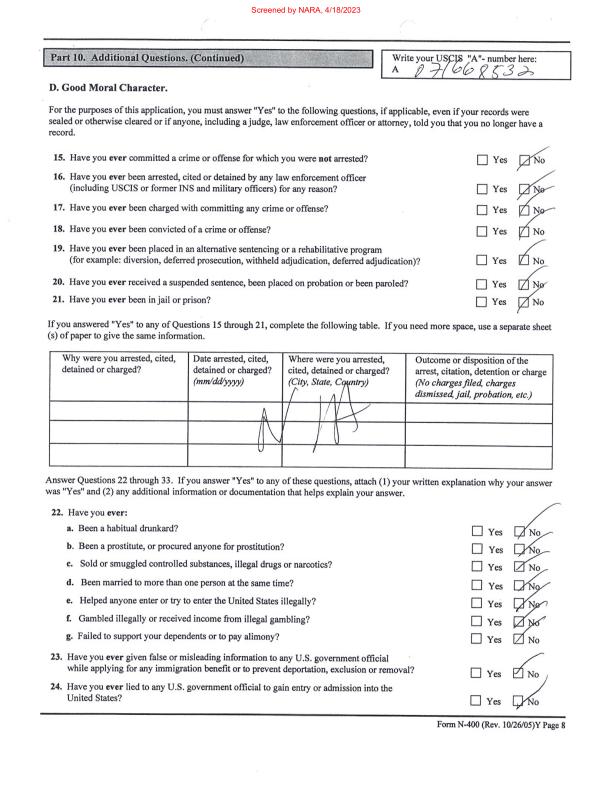 Screened by NARA, 4/18/2023
Part 10. Additional Questions. (Continued)
Write your USCIS "A"- number here:
A 071668532
D. Good Moral Character.
For the purposes of this application, you must answer "Yes" to the following questions, if applicable, even if your records were
sealed or otherwise cleared or if anyone, including a judge, law enforcement officer or attorney, told you that you no longer have a
record.
15. Have you ever committed a crime or offense for which you were not arrested? Yes No
16. Have you ever been arrested, cited or detained by any law enforcement officer
(including USCIS or former INS and military officers) for any reason? Yes No
17. Have you ever been charged with committing any crime or offense? Yes No
18. Have you ever been convicted of a crime or offense? Yes No
19. Have you ever been placed in an alternative sentencing or a rehabilitative program
(for example: diversion, deferred prosecution, withheld adjudication, deferred adjudication)? Yes No
20. Have you ever received a suspended sentence, been placed on probation or been paroled? Yes No
21. Have you ever been in jail or prison? Yes No
If you answered "Yes" to any of Questions 15 through 21, complete the following table. If you need more space, use a separate sheet
(s) of paper to give the same information.
Why were you arrested, cited,
detained or charged?
Date arrested, cited,
detained or charged?
(mm/dd/yyyy)
Where were you arrested,
cited, detained or charged?
(City, State, Country)
Outcome or disposition of the
arrest, citation, detention or charge
(No charges filed, charges
dismissed, jail, probation, etc.)
N/A
Answer Questions 22 through 33. If you answer "Yes" to any of these questions, attach (1) your written explanation why your answer
was "Yes" and (2) any additional information or documentation that helps explain your answer.
22. Have you ever:
a. Been a habitual drunkard? Yes No
b. Been a prostitute, or procured anyone for prostitution? Yes No
c. Sold or smuggled controlled substances, illegal drugs or narcotics? Yes No
d. Been married to more than one person at the same time? Yes No
e. Helped anyone enter or try to enter the United States illegally? Yes No
f. Gambled illegally or received income from illegal gambling? Yes No
g. Failed to support your dependents or to pay alimony? Yes No
23. Have you ever given false or misleading information to any U.S. government official
while applying for any immigration benefit or to prevent deportation, exclusion or removal? Yes No
24. Have you ever lied to any U.S. government official to gain entry or admission into the
United States? Yes No
Form N-400 (Rev. 10/26/05)Y Page 8